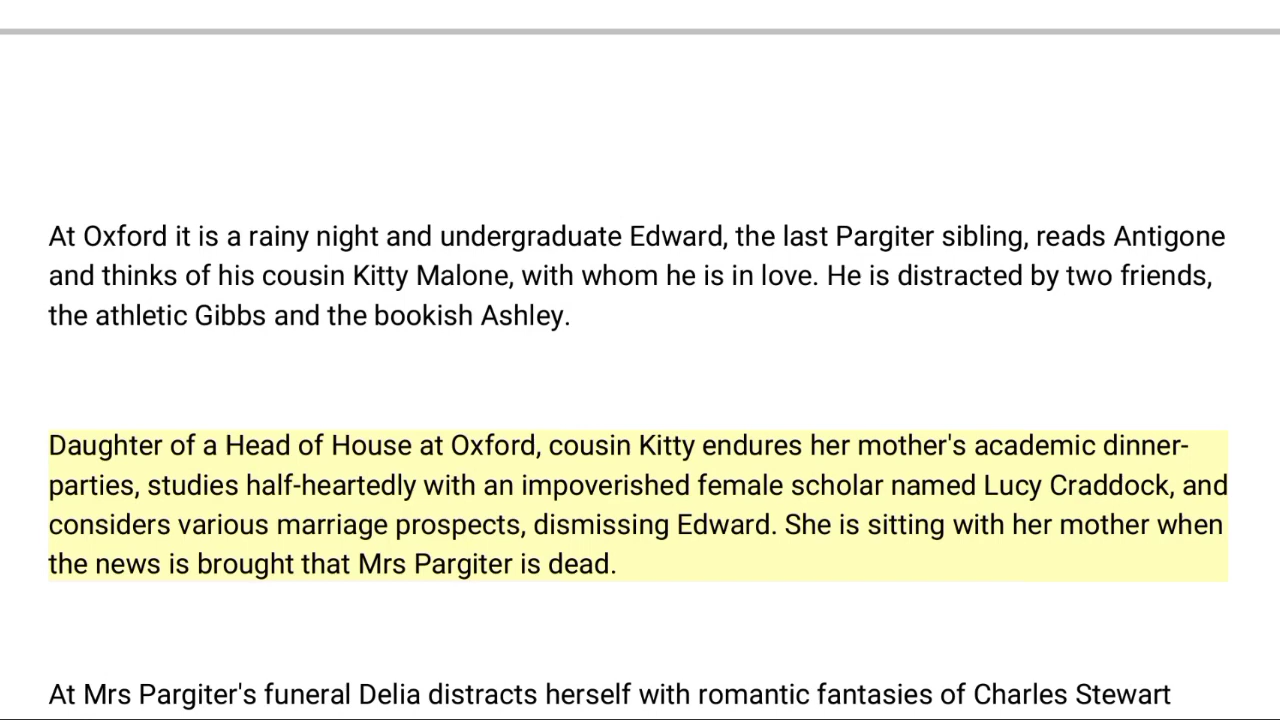 At Oxford it is a rainy night and undergraduate Edward, the last Pargiter sibling, reads Antigone
and thinks of his cousin Kitty Malone, with whom he is in love. He is distracted by two friends,
the athletic Gibbs and the bookish Ashley.
Daughter of a Head of House at Oxford, cousin Kitty endures her mother's academic dinner-
parties, studies half-heartedly with an impoverished female scholar named Lucy Craddock, and
considers various marriage prospects, dismissing Edward. She is sitting with her mother when
the news is brought that Mrs Pargiter is dead.
At Mrs Pargiter's funeral Delia distracts herself with romantic fantasies of Charles Stewart